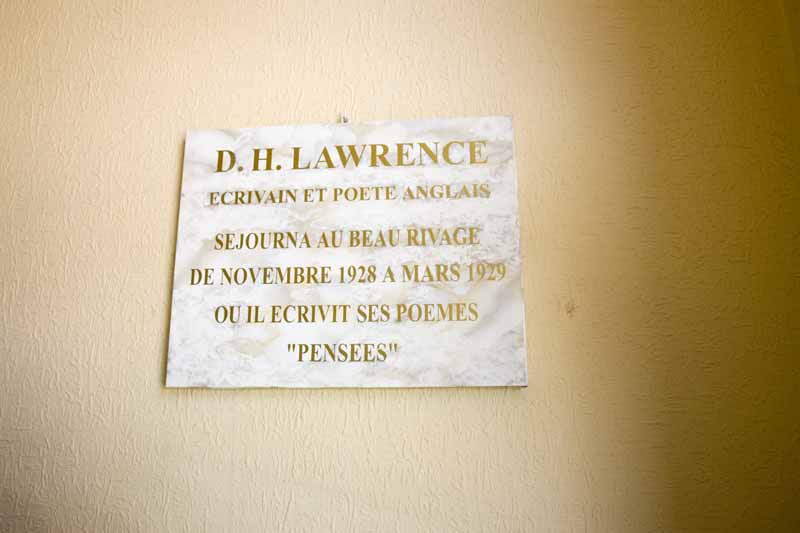 D. H. LAWRENCE
ECRIVAIN ET POETE ANGLAIS
SEJOURNA AU BEAU RIVAGE
DE NOVEMBRE 1928 A MARS 1929
OU IL ECRIVIT SES POEMES
"PENSEES"